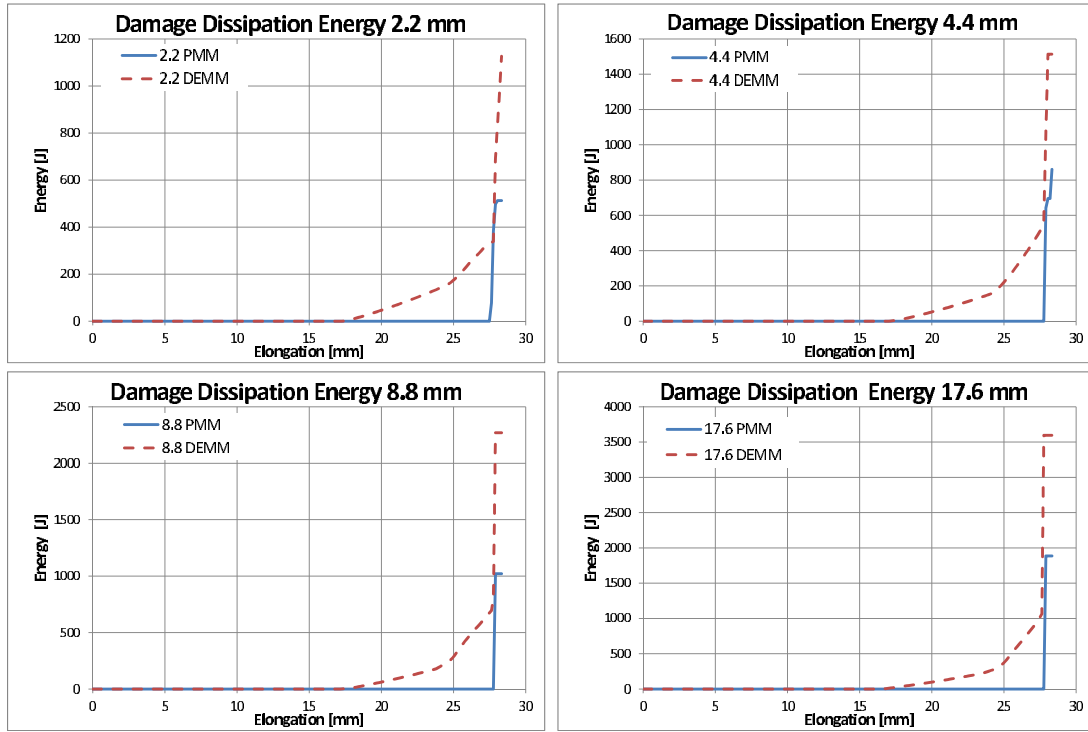 Damage Dissipation Energy 2.2 mm
1200
1000
800
600
400
200
0
Energy [J]
2.2 PMM
2.2 DEMM
0 5 10 15 20 25 30
Elongation [mm]
Damage Dissipation Energy 4.4 mm
1600
1400
1200
1000
800
600
400
200
0
Energy [J]
4.4 PMM
4.4 DEMM
0 5 10 15 20 25 30
Elongation [mm]
Damage Dissipation Energy 8.8 mm
2500
2000
1500
1000
500
0
Energy [J]
8.8 PMM
8.8 DEMM
0 5 10 15 20 25 30
Elongation [mm]
Damage Dissipation Energy 17.6 mm
4000
3500
3000
2500
2000
1500
1000
500
0
Energy [J]
17.6 PMM
17.6 DEMM
0 5 10 15 20 25 30
Elongation [mm]